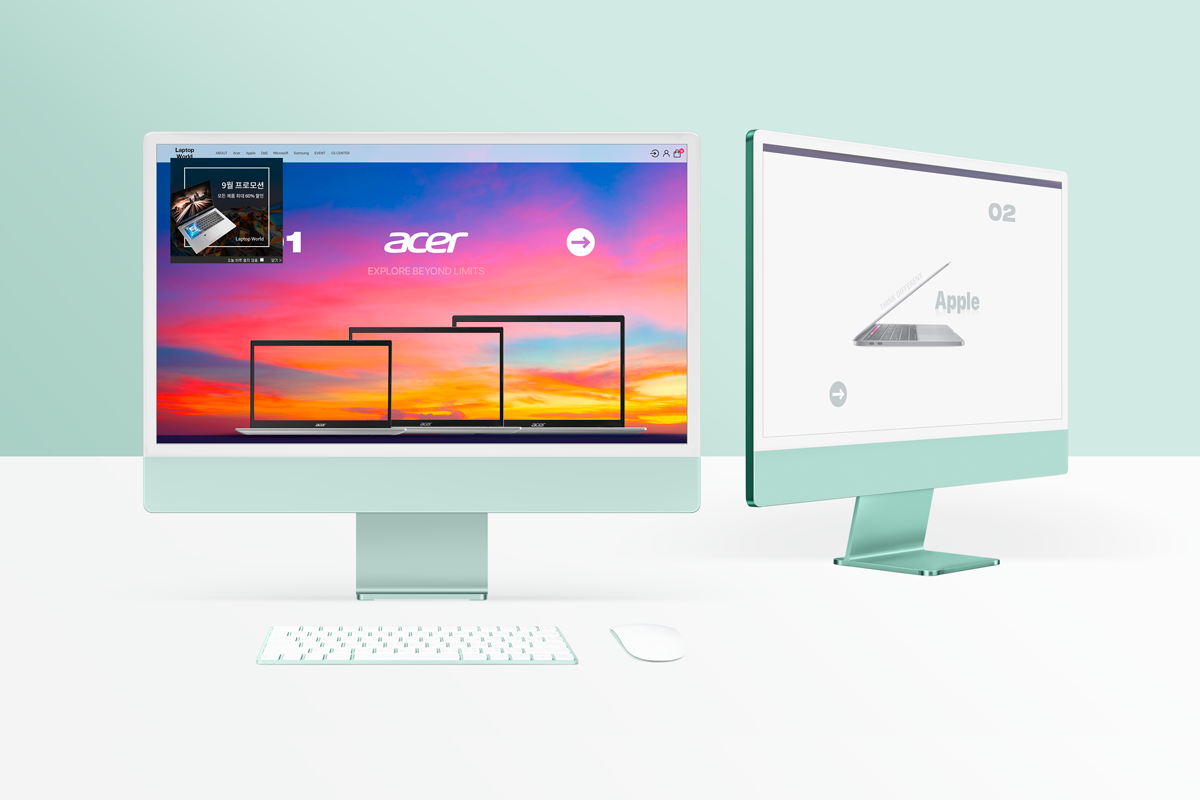 Laptop
World
ABOUT Acer Apple DAS Microsoft Samsung EVENT CS CENTER
9월 프로모션
모든 제품 최대 60% 할인
Laptop World
오늘 하루 열지 않음 닫기 ×
01
acer
EXPLORE BEYOND LIMITS
acer
acer
acer
02
THINK DIFFERENT
Apple